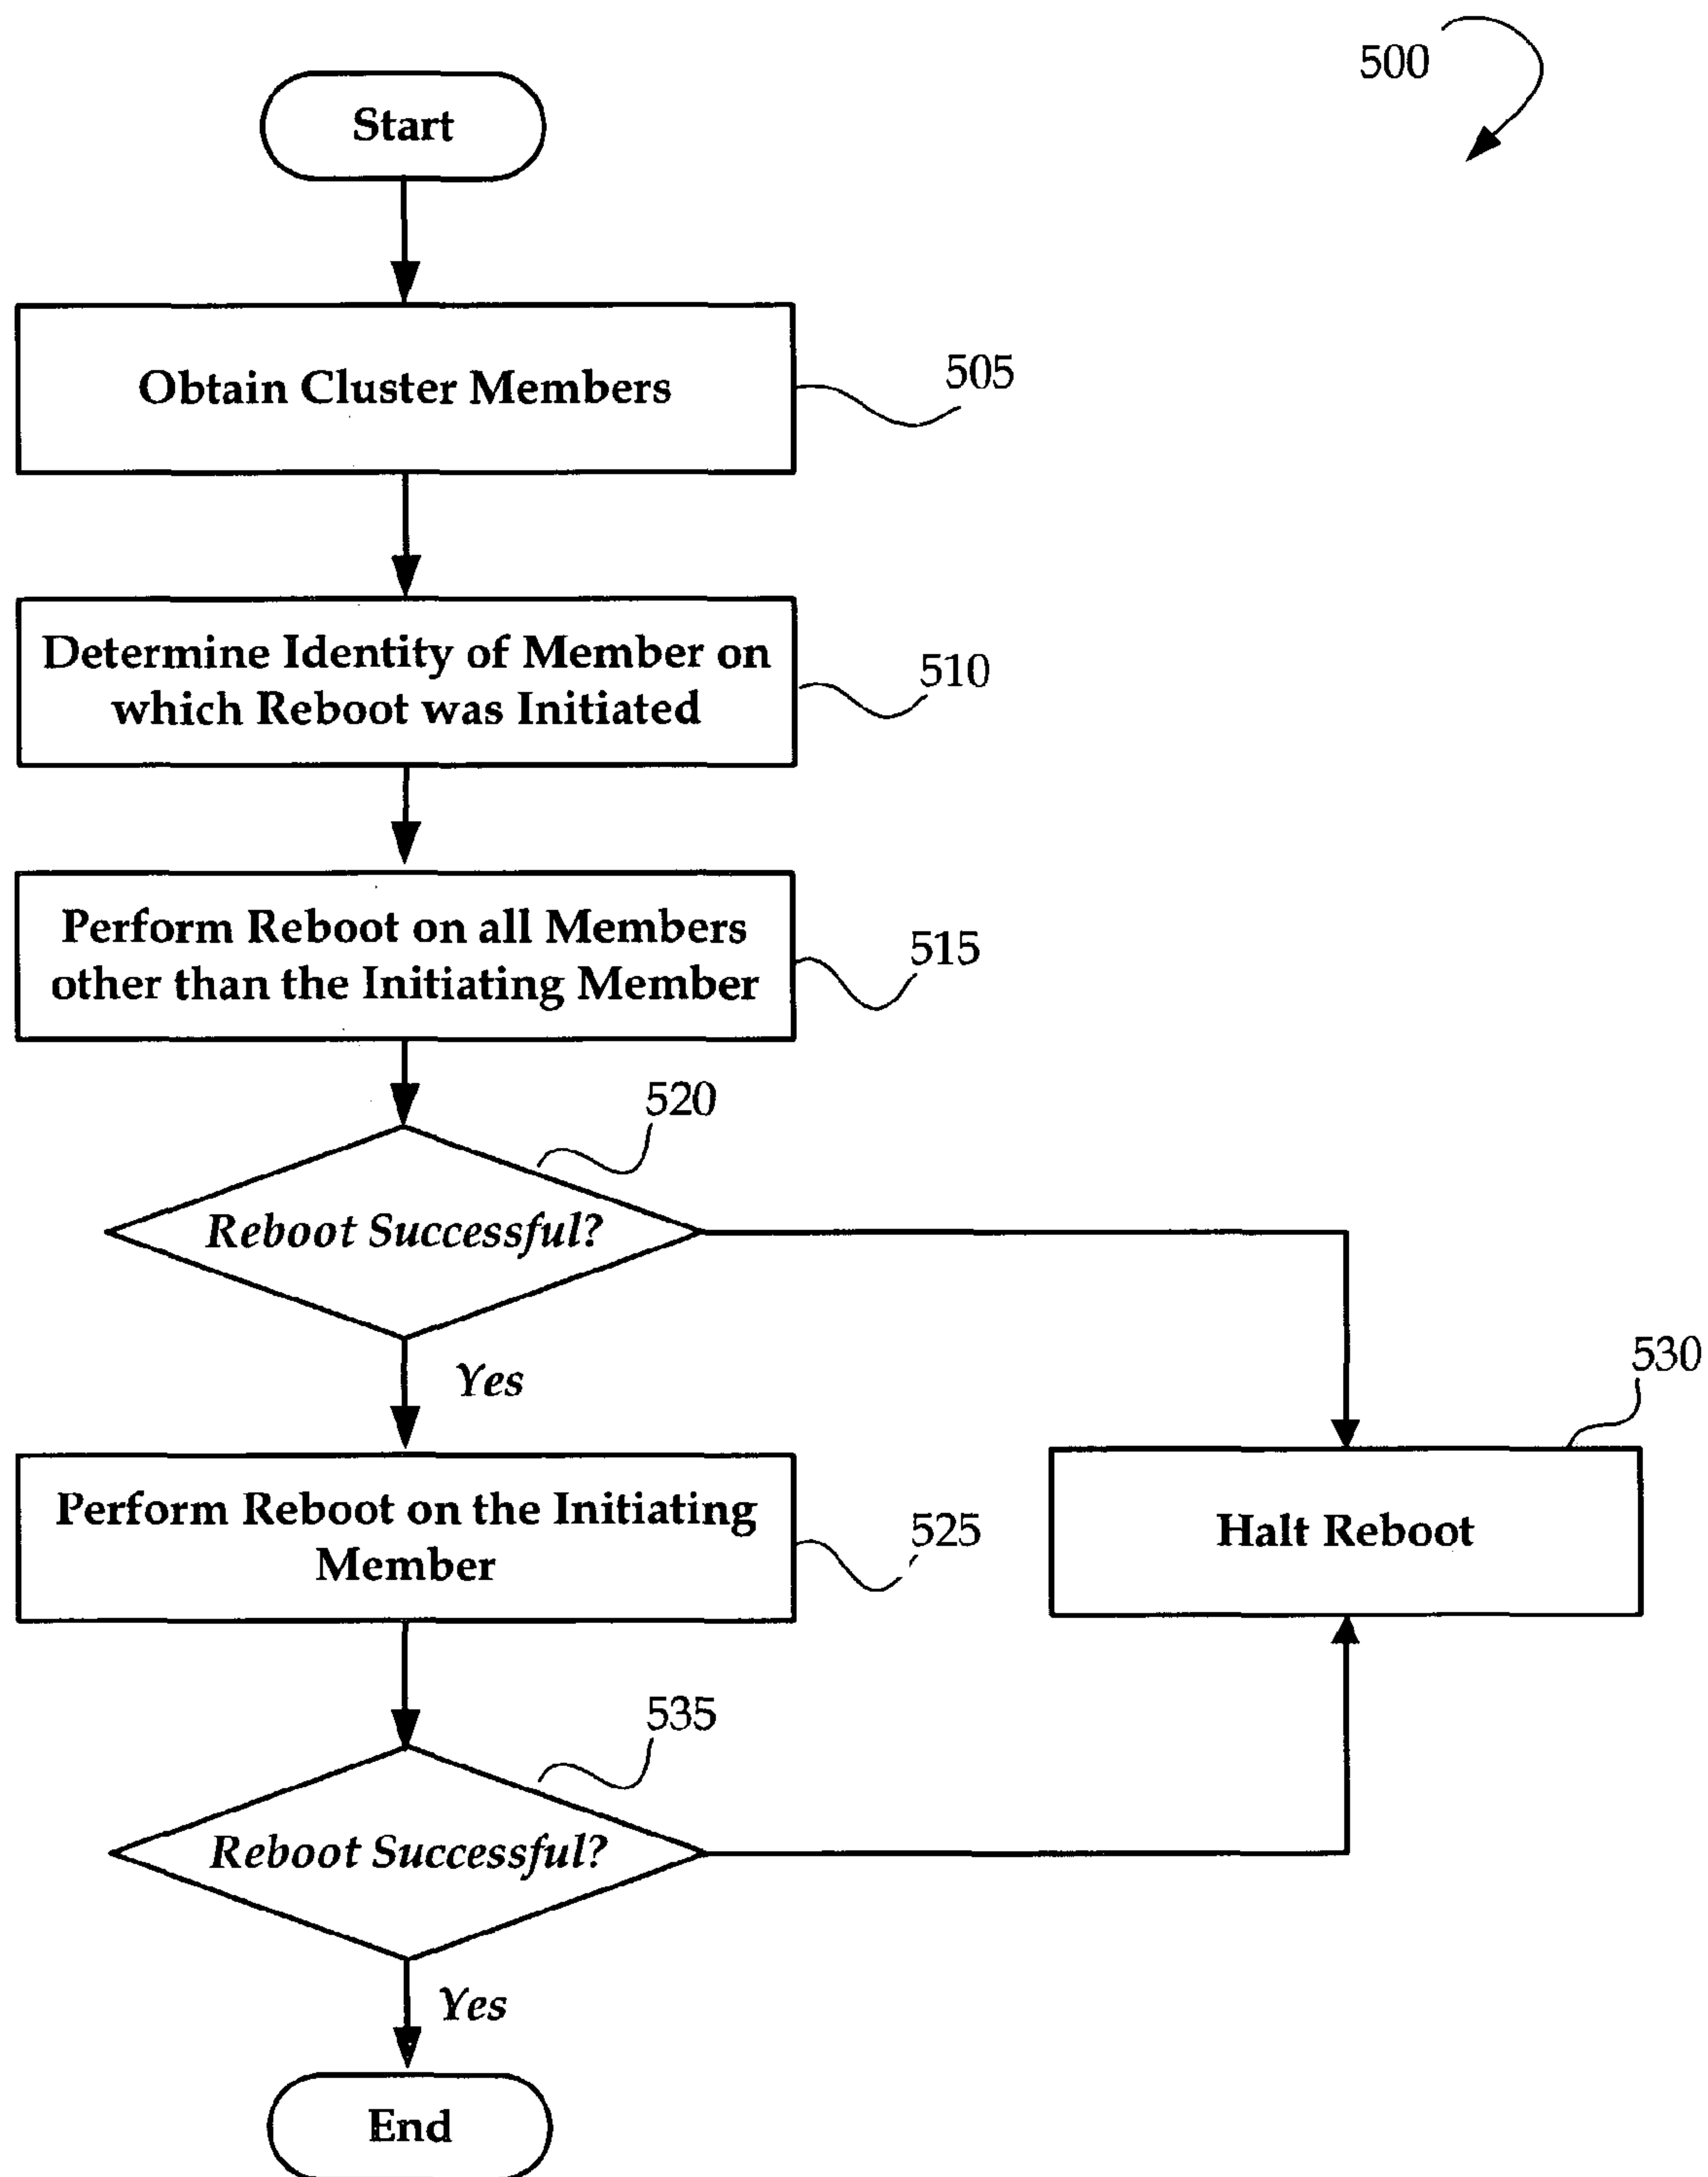 500
Start
Obtain Cluster Members
505
Determine Identity of Member on
which Reboot was Initiated
510
Perform Reboot on all Members
other than the Initiating Member
515
520
Reboot Successful?
Yes
530
Perform Reboot on the Initiating
Member
525
Halt Reboot
535
Reboot Successful?
Yes
End